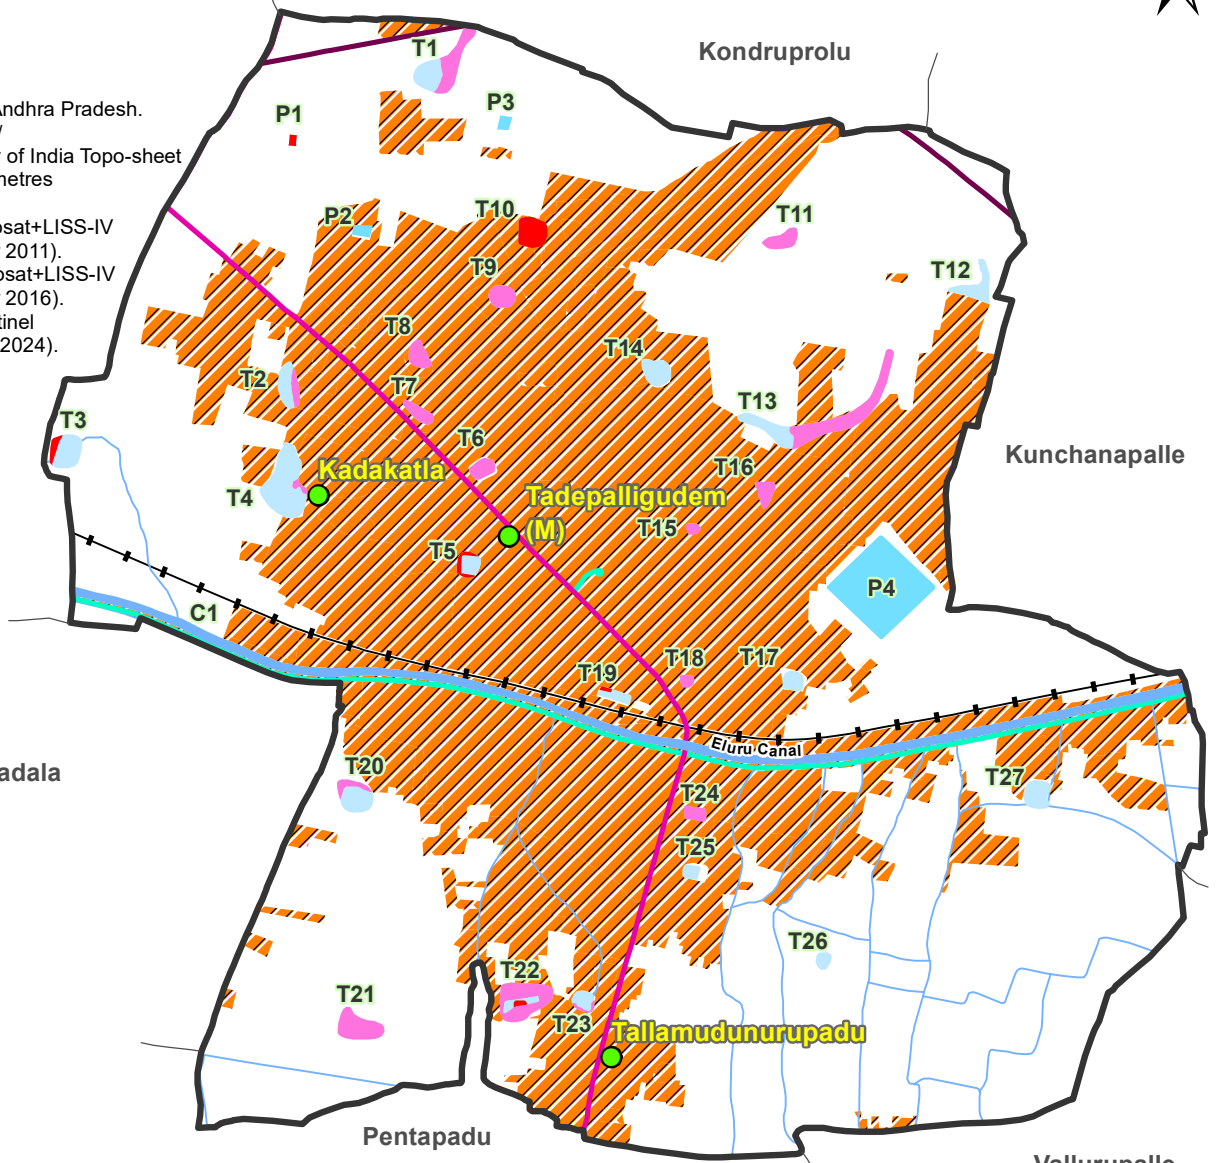 Kondruprolu
T1
Andhra Pradesh.
P1
P3
of India Topo-sheet
metres
P2
T10
T11
osat+LISS-IV
2011).
T9
T12
osat+LISS-IV
2016).
tinel
2024).
T8
T14
T2
T7
T13
T3
T6
Kunchanapalle
Kadakatla
T16
T4
Tadepalligudem
(M)
T15
T5
P4
C1
T18
T17
T19
Eluru Canal
adala
T20
T27
T24
T25
T26
T22
T21
T23
Tallamudunurupadu
Pentapadu
Vallurupalle